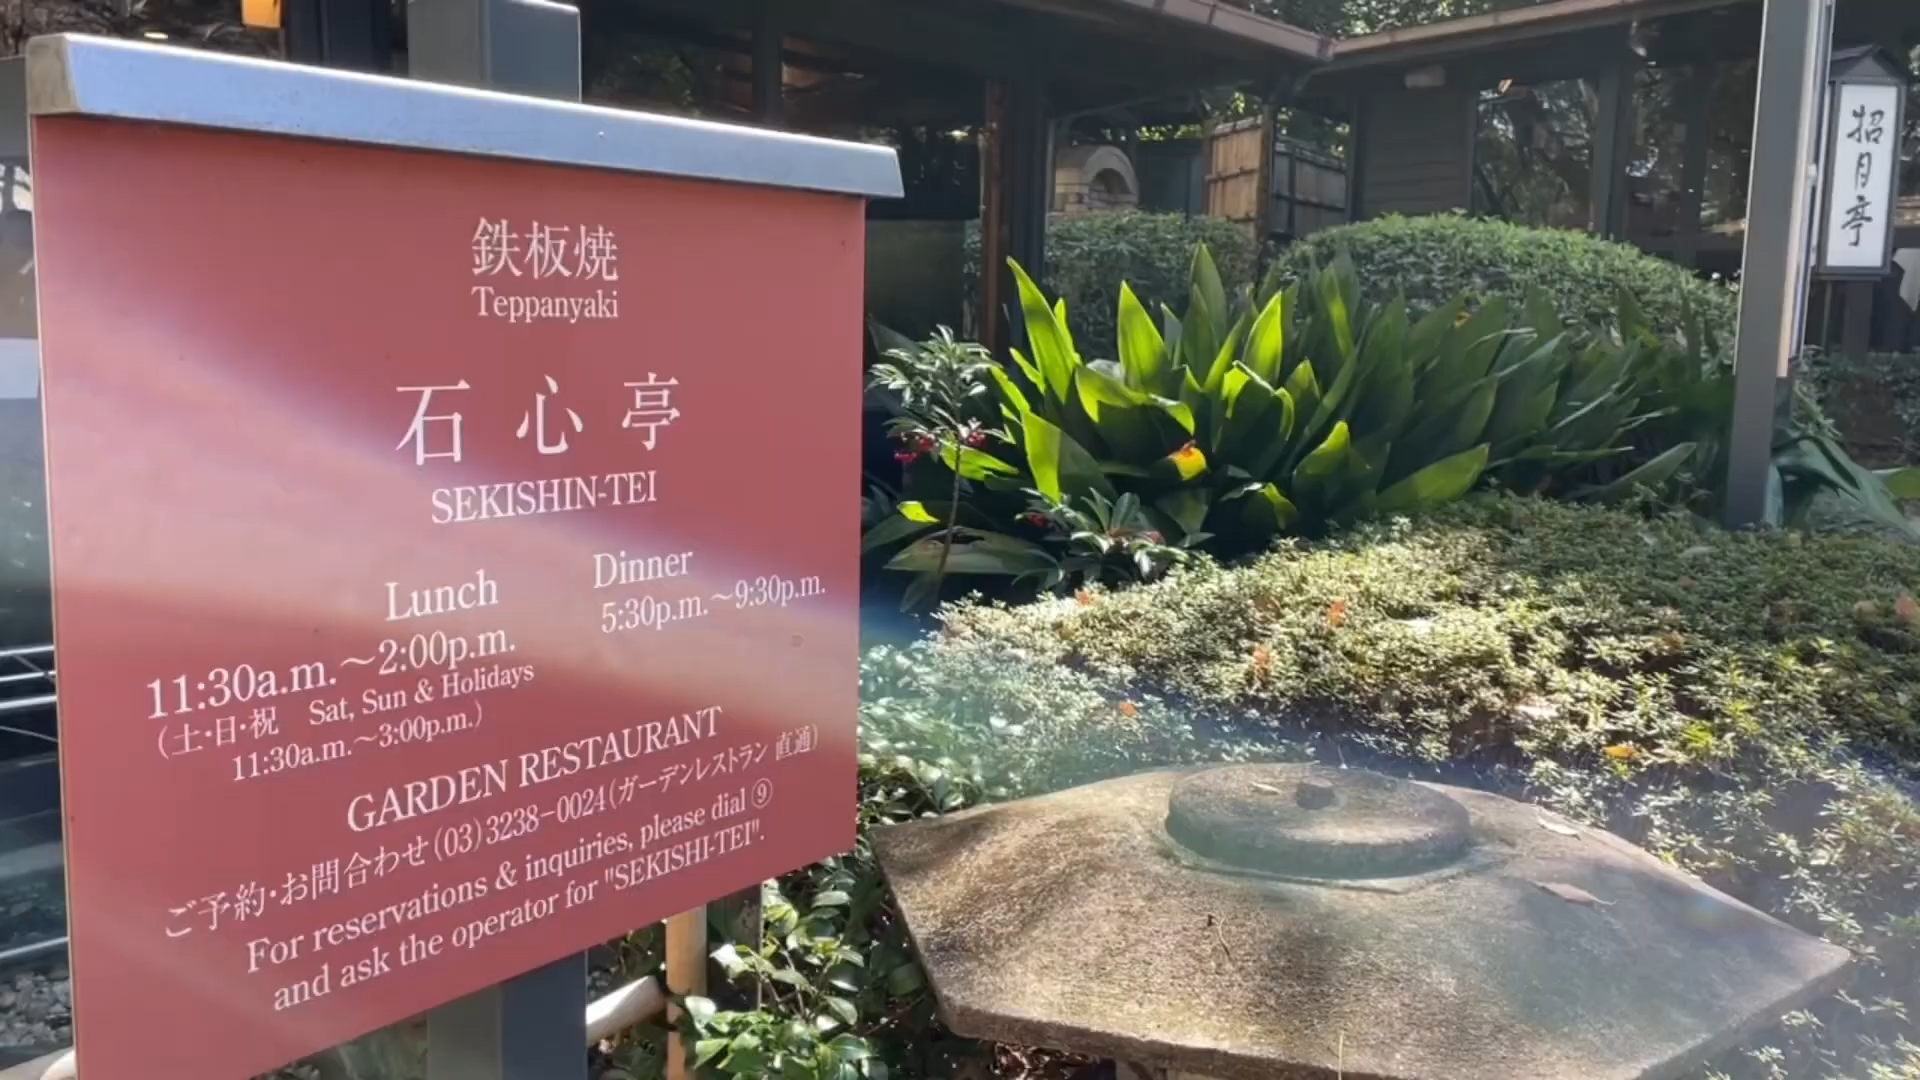 鉄板焼
Teppanyaki
石心亭
SEKISHIN-TEI
Lunch
11:30a.m.～2:00p.m.
(土・日・祝 Sat, Sun & Holidays
11:30a.m.～3:00p.m.)
Dinner
5:30p.m.～9:30p.m.
GARDEN RESTAURANT
ご予約・お問合わせ(03)3238-0024(ガーデンレストラン 直通)
For reservations & inquiries, please dial ⑨
and ask the operator for "SEKISHI-TEI".
招月亭